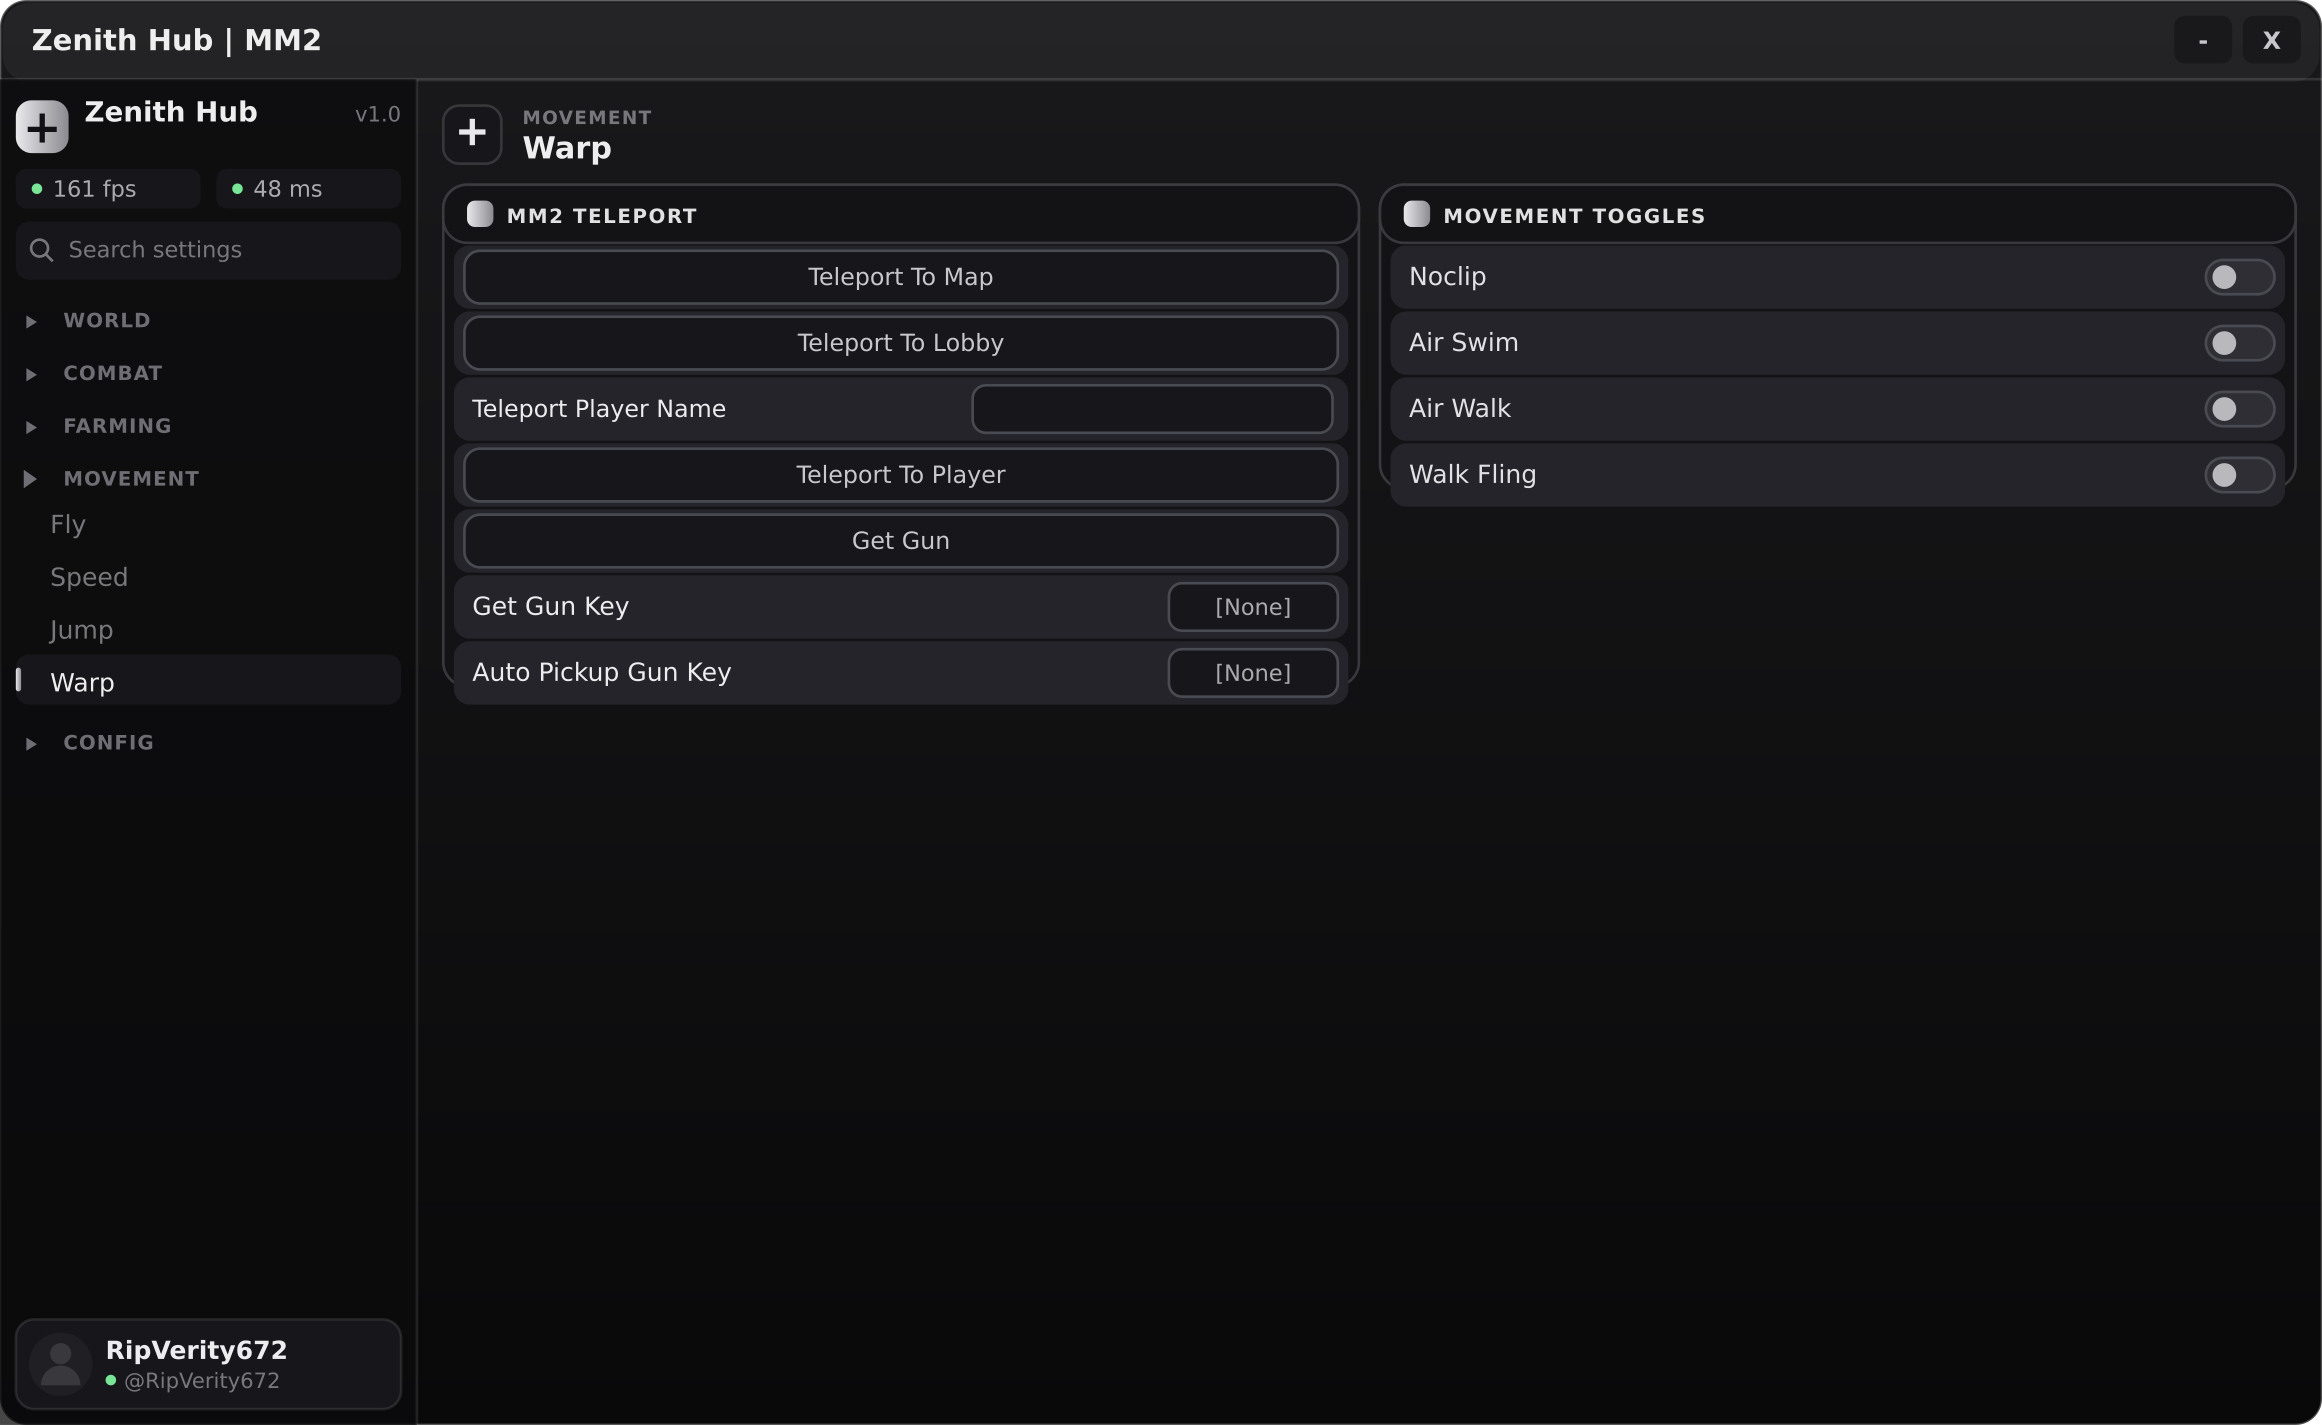 Zenith Hub | MM2
-
X
Zenith Hub
v1.0
161 fps
48 ms
Search settings
WORLD
COMBAT
FARMING
MOVEMENT
Fly
Speed
Jump
Warp
CONFIG
RipVerity672
@RipVerity672
MOVEMENT
Warp
MM2 TELEPORT
Teleport To Map
Teleport To Lobby
Teleport Player Name
Teleport To Player
Get Gun
Get Gun Key
[None]
Auto Pickup Gun Key
[None]
MOVEMENT TOGGLES
Noclip
Air Swim
Air Walk
Walk Fling